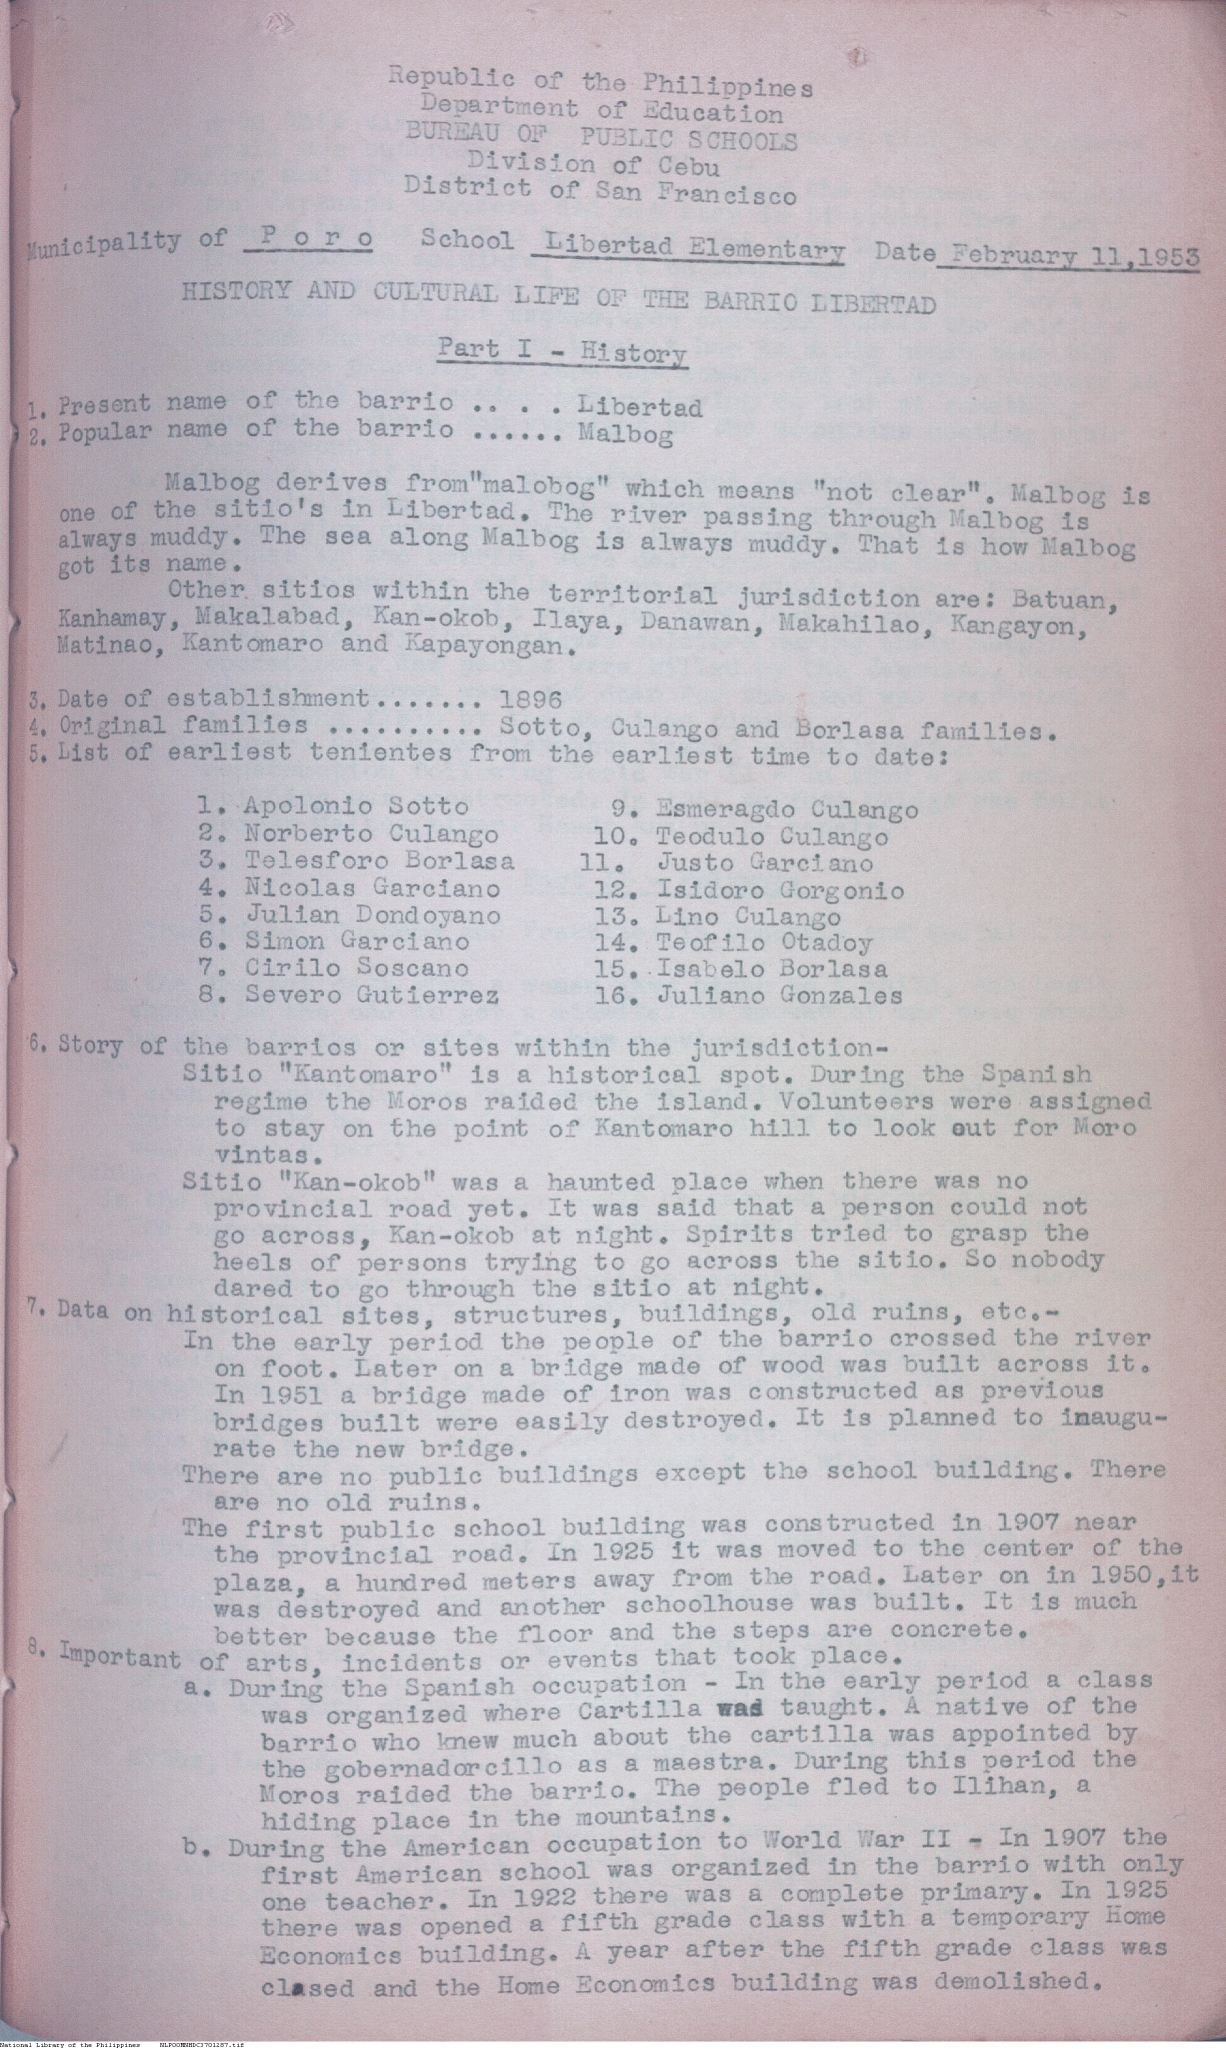 Republic of the Philippines
Department of Education
BUREAU OF PUBLIC SCHOOLS
Division of Cebu
District of San Francisco
Municipality of P o r o School Libertad Elementary Date February 11,1953
HISTORY AND CULTURAL LIFE OF THE BARRIO LIBERTAD
Part I - History
1. Present name of the barrio .. . . Libertad
2. Popular name of the barrio ...... Malbog
Malbog derives from"malobog" which means "not clear". Malbog is
one of the sitio's in Libertad. The river passing through Malbog is
always muddy. The sea along Malbog is always muddy. That is how Malbog
got its name.
Other sitios within the territorial jurisdiction are: Batuan,
Kanhamay, Makalabad, Kan-okob, Ilaya, Danawan, Makahilao, Kangayon,
Matinao, Kantomaro and Kapayongan.
3. Date of establishment....... 1896
4. Original families .......... Sotto, Culango and Borlasa families.
5. List of earliest tenientes from the earliest time to date:
1. Apolonio Sotto 9. Esmeragdo Culango
2. Norberto Culango 10. Teodulo Culango
3. Telesforo Borlasa 11. Justo Garciano
4. Nicolas Garciano 12. Isidoro Gorgonio
5. Julian Dondoyano 13. Lino Culango
6. Simon Garciano 14. Teofilo Otadoy
7. Cirilo Soscano 15. Isabelo Borlasa
8. Severo Gutierrez 16. Juliano Gonzales
6. Story of the barrios or sites within the jurisdiction-
Sitio "Kantomaro" is a historical spot. During the Spanish
regime the Moros raided the island. Volunteers were assigned
to stay on the point of Kantomaro hill to look out for Moro
vintas.
Sitio "Kan-okob" was a haunted place when there was no
provincial road yet. It was said that a person could not
go across, Kan-okob at night. Spirits tried to grasp the
heels of persons trying to go across the sitio. So nobody
dared to go through the sitio at night.
7. Data on historical sites, structures, buildings, old ruins, etc.-
In the early period the people of the barrio crossed the river
on foot. Later on a bridge made of wood was built across it.
In 1951 a bridge made of iron was constructed as previous
bridges built were easily destroyed. It is planned to inaugu-
rate the new bridge.
There are no public buildings except the school building. There
are no old ruins.
The first public school building was constructed in 1907 near
the provincial road. In 1925 it was moved to the center of the
plaza, a hundred meters away from the road. Later on in 1950,it
was destroyed and another schoolhouse was built. It is much
better because the floor and the steps are concrete.
8. Important of arts, incidents or events that took place.
a. During the Spanish occupation - In the early period a class
was organized where Cartilla was taught. A native of the
barrio who knew much about the cartilla was appointed by
the gobernadorcillo as a maestra. During this period the
Moros raided the barrio. The people fled to Ilihan, a
hiding place in the mountains.
b. During the American occupation to World War II - In 1907 the
first American school was organized in the barrio with only
one teacher. In 1922 there was a complete primary. In 1925
there was opened a fifth grade class with a temporary Home
Economics building. A year after the fifth grade class was
closed and the Home Economics building was demolished.
National Library of the Philippines NLPOOMNHDC3701287.tif